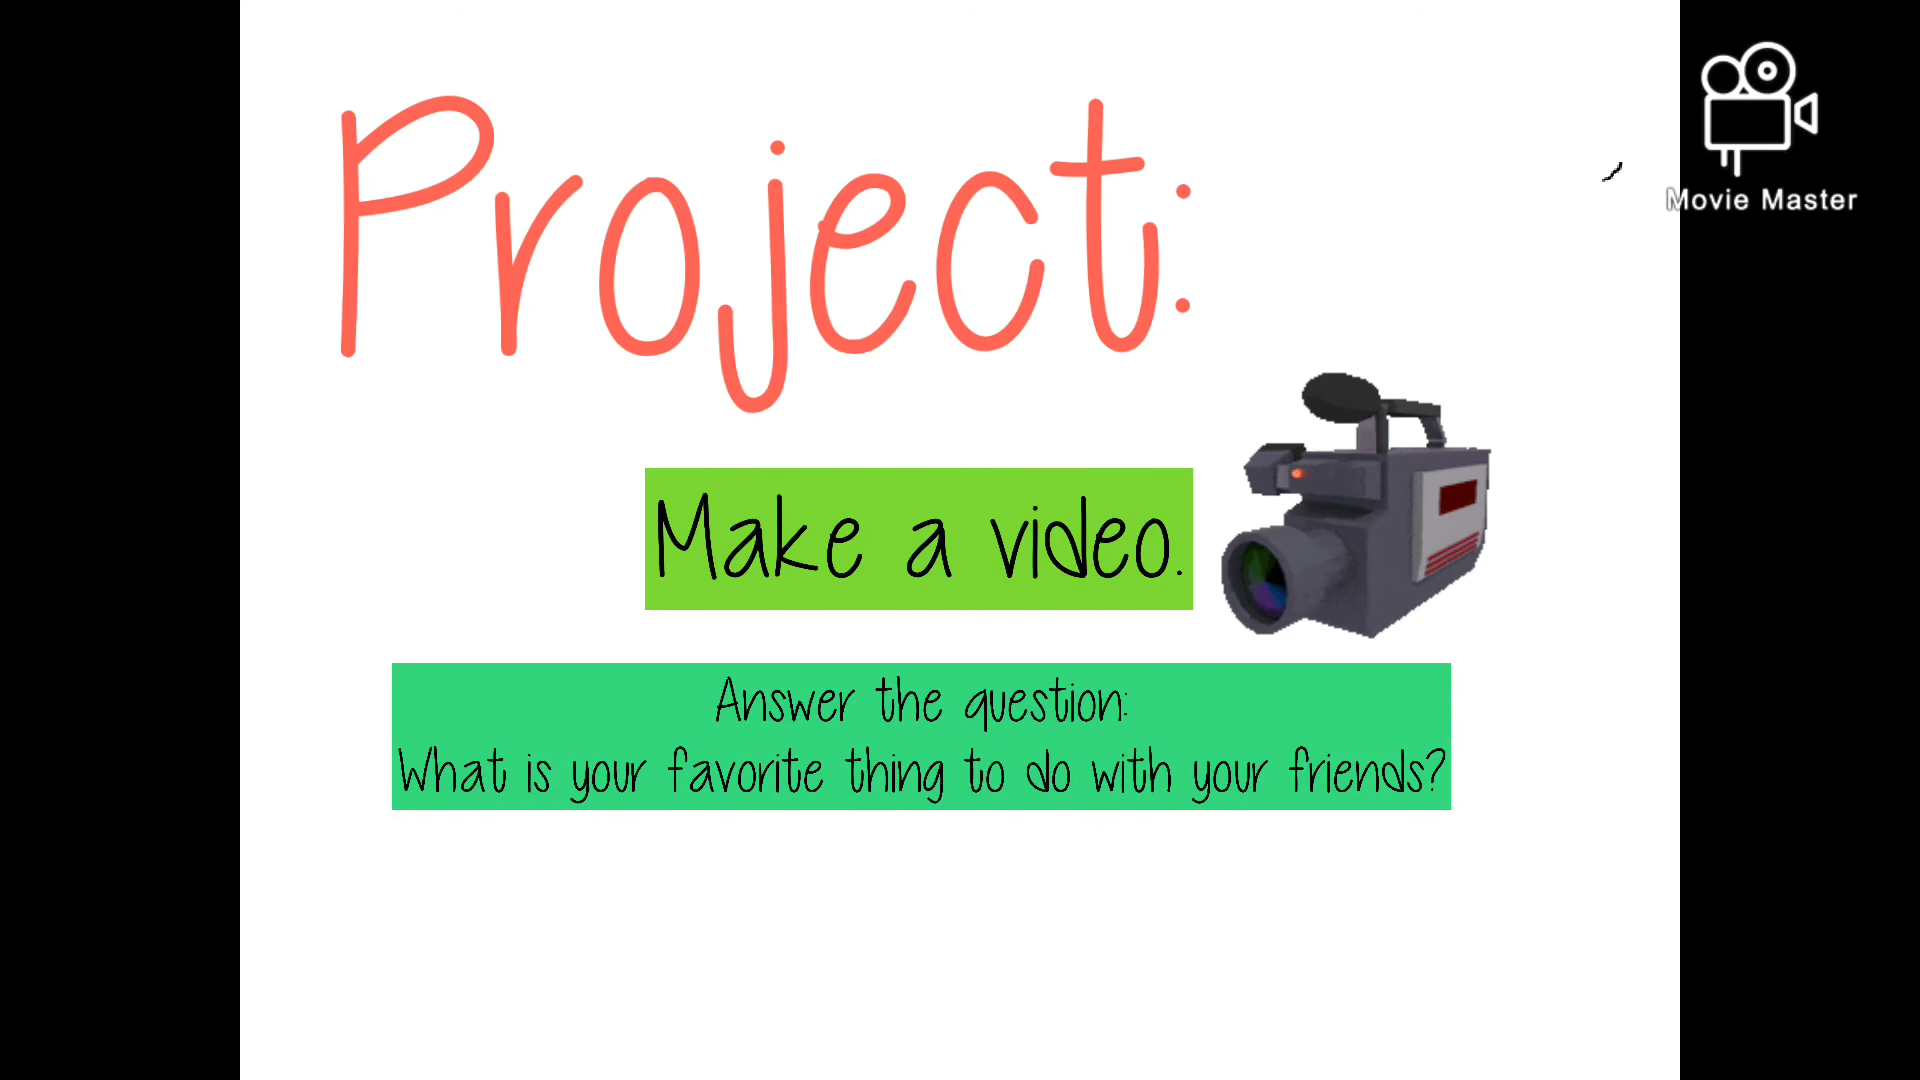 Project:
Movie Master
Make a video.
Answer the question:
What is your favorite thing to do with your friends?